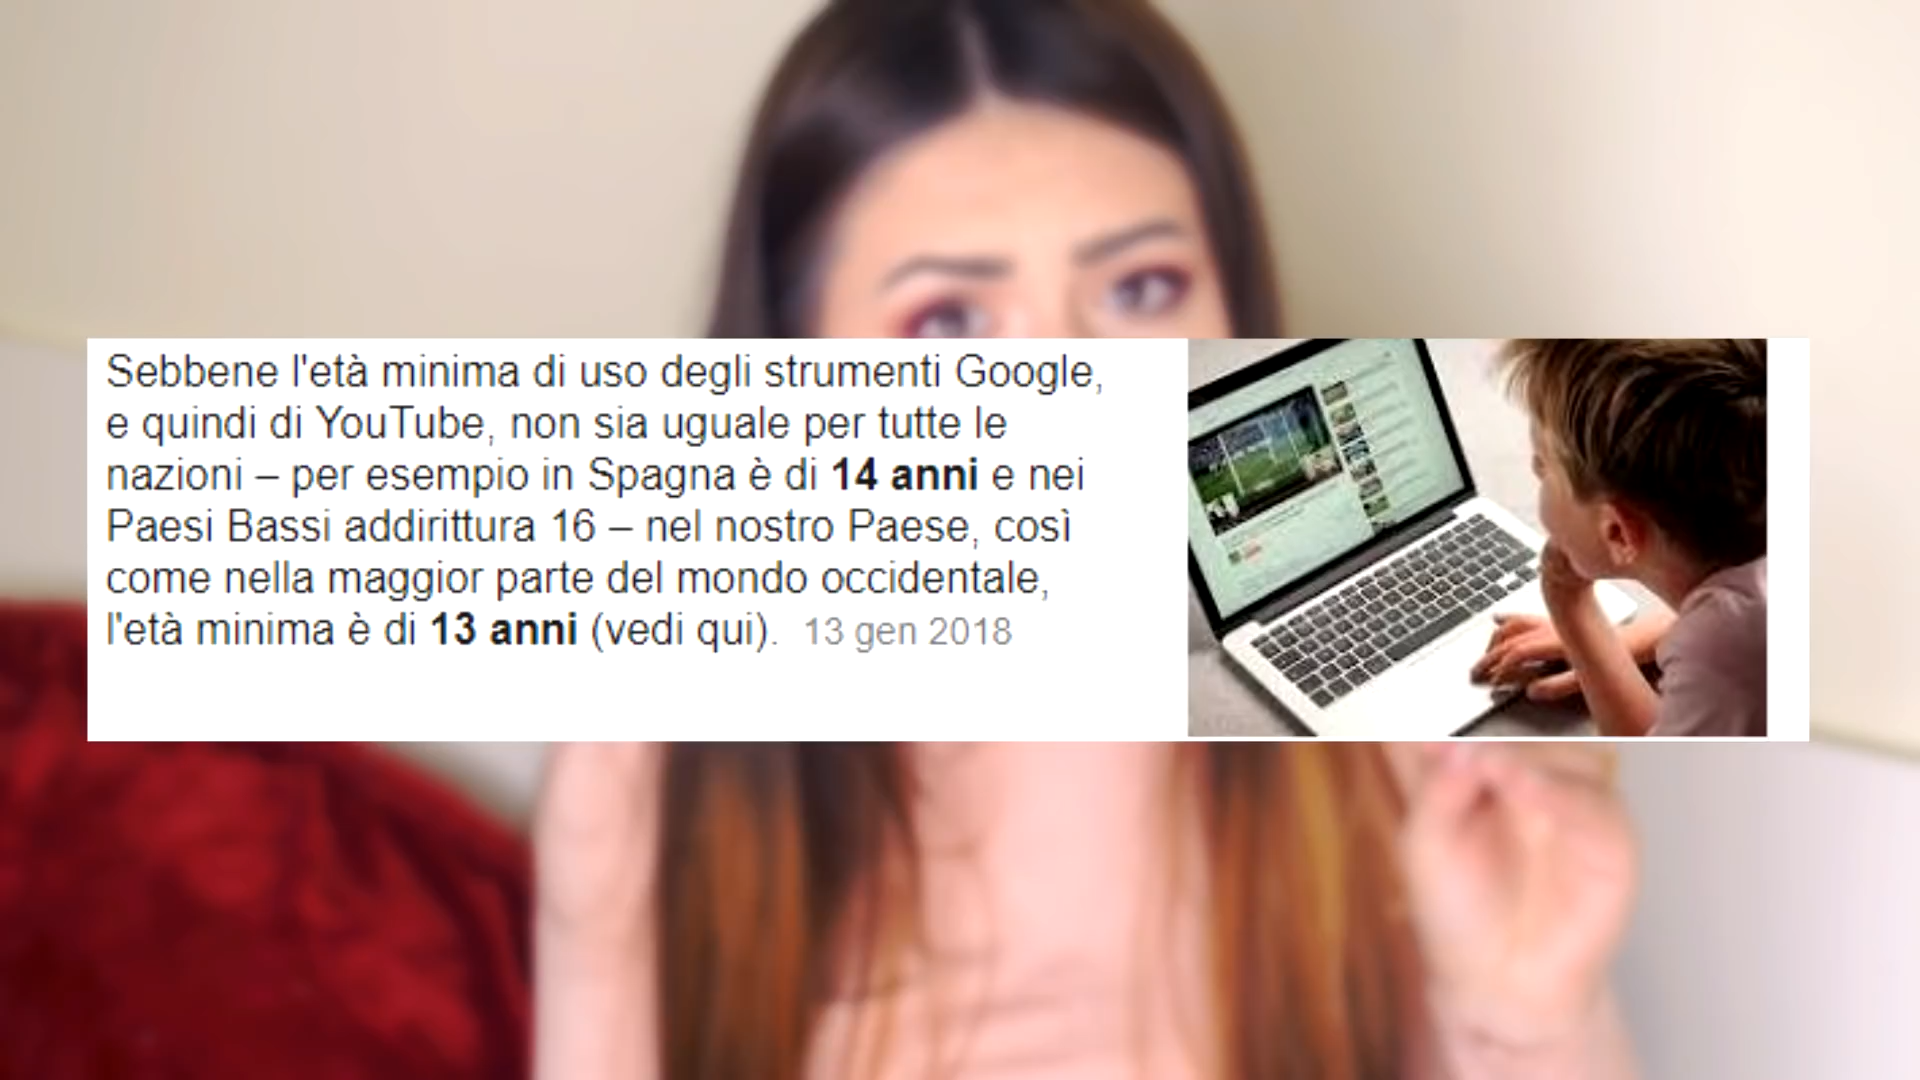 Sebbene l'età minima di uso degli strumenti Google,
e quindi di YouTube, non sia uguale per tutte le
nazioni – per esempio in Spagna è di 14 anni e nei
Paesi Bassi addirittura 16 – nel nostro Paese, così
come nella maggior parte del mondo occidentale,
l'età minima è di 13 anni (vedi qui). 13 gen 2018